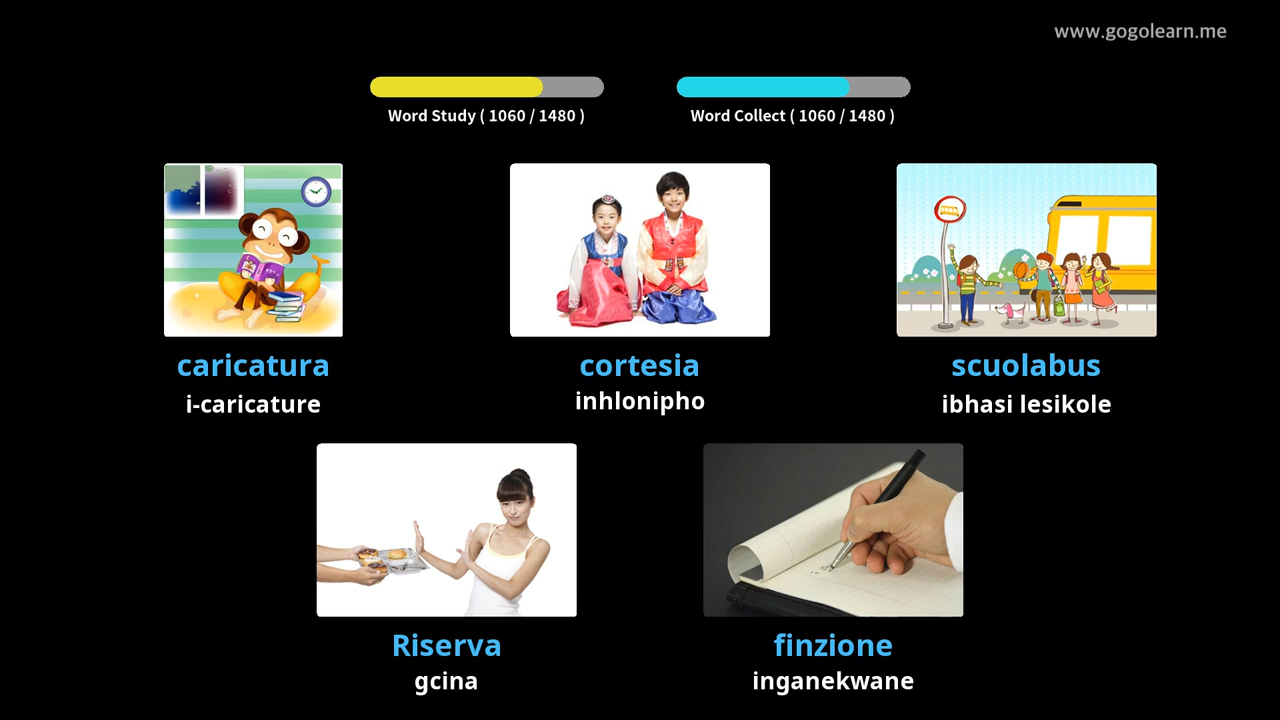 www.gogolearn.me
Word Study ( 1060 / 1480 )
Word Collect ( 1060 / 1480 )
caricatura
i-caricature
cortesia
inhlonipho
scuolabus
ibhasi lesikole
Riserva
gcina
finzione
inganekwane